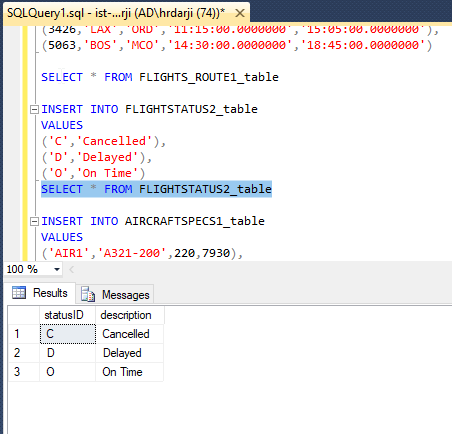 SQLQuery1.sql - ist-...rji (AD\hrdarji (74))* ×
(3426,'LAX','ORD','11:15:00.0000000','15:05:00.0000000'),
(5063,'BOS','MCO','14:30:00.0000000','18:45:00.0000000')
SELECT * FROM FLIGHTS_ROUTE1_table
INSERT INTO FLIGHTSTATUS2_table
VALUES
('C','Cancelled'),
('D','Delayed'),
('O','On Time')
SELECT * FROM FLIGHTSTATUS2_table
INSERT INTO AIRCRAFTSPECS1_table
VALUES
('AIR1','A321-200',220,7930),
100 %
Results Messages
statusID description
1 C Cancelled
2 D Delayed
3 O On Time